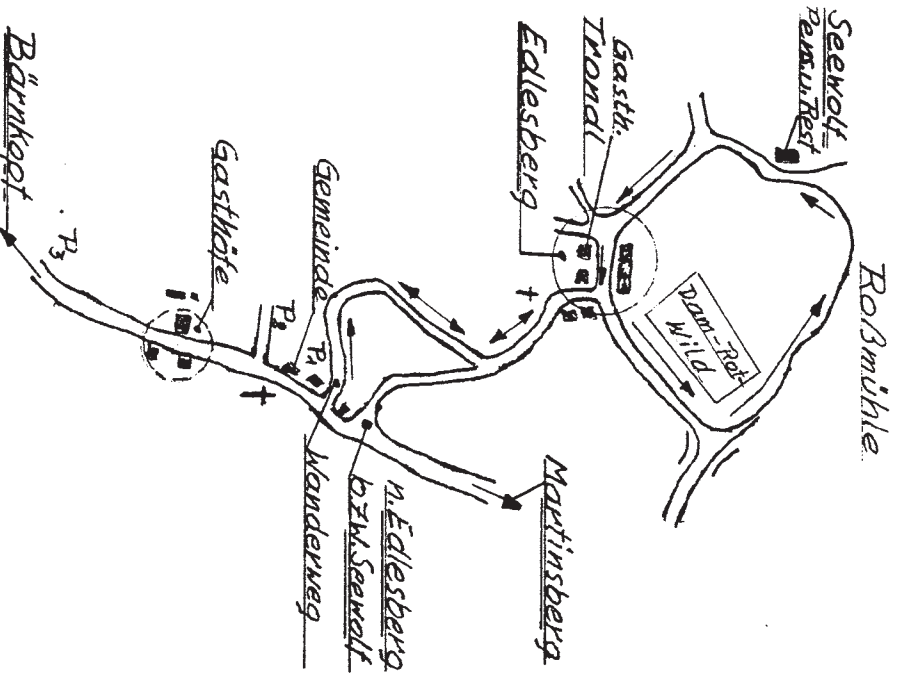 Seewolf=
Pens.u.Rest
Gasth.
Trondl
Edlesberg
Roßmühle
Dam-Rot-
Wild
Gemeinde
Gasthöfe
Bärnkopf
P3
P2
P1
Martinsberg
n.Edlesberg
bzw.Seewolf
Wanderweg